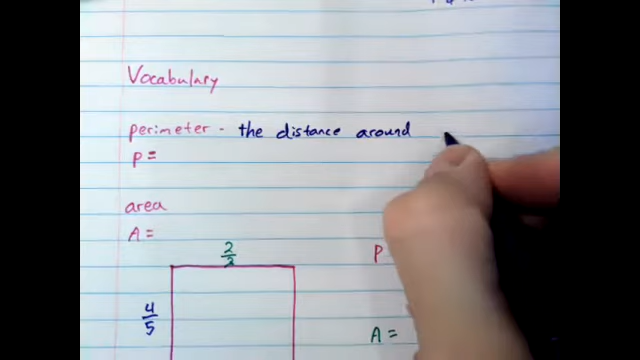 Vocabulary
perimeter - the distance around
P =
area
A =
2/3
4/5
P
A =